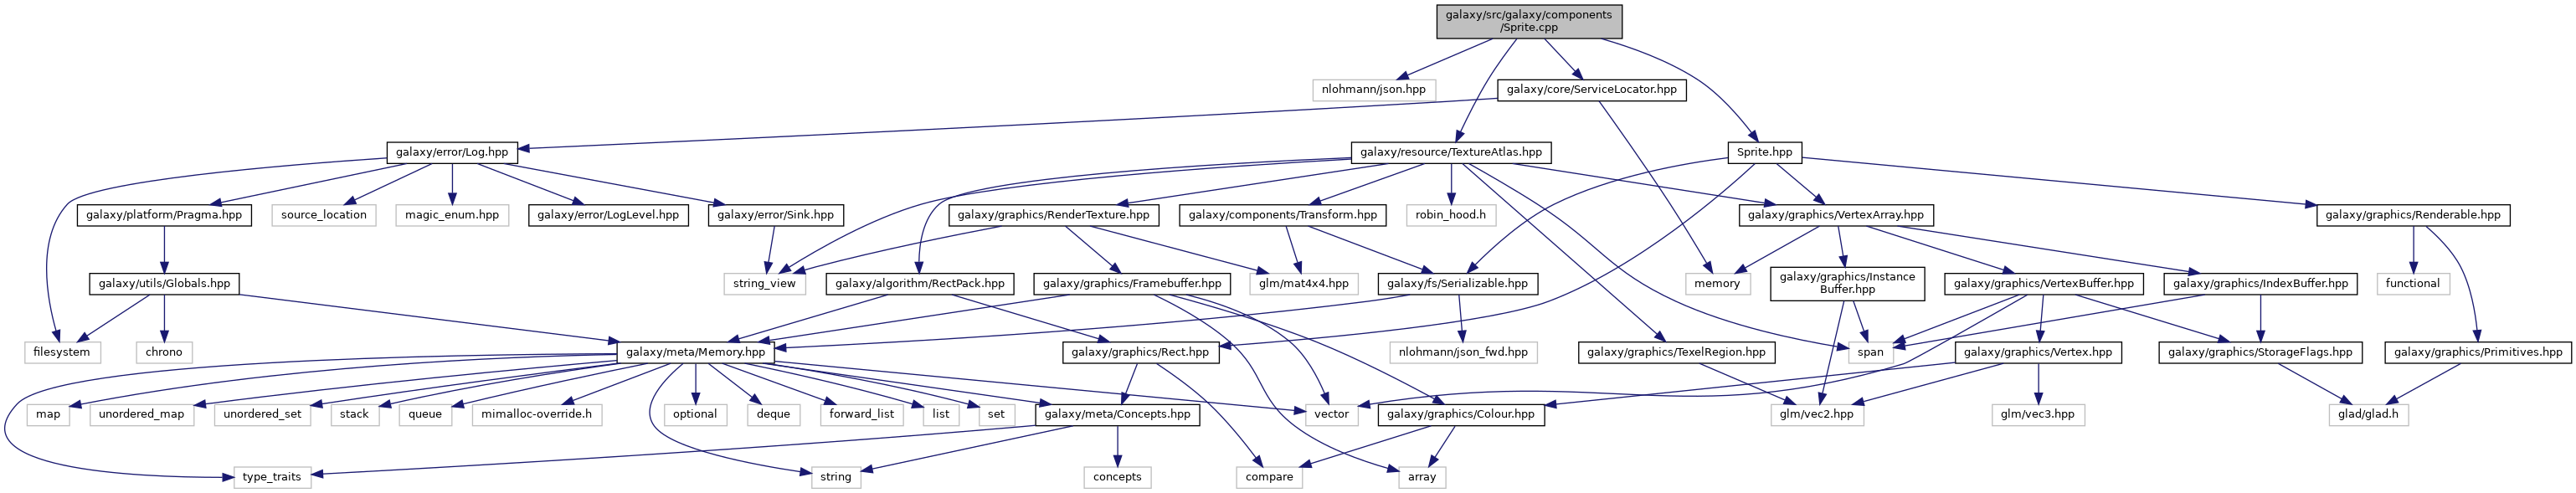 galaxy/src/galaxy/components
/Sprite.cpp
nlohmann/json.hpp
galaxy/core/ServiceLocator.hpp
galaxy/error/Log.hpp
galaxy/resource/TextureAtlas.hpp
Sprite.hpp
galaxy/platform/Pragma.hpp
source_location
magic_enum.hpp
galaxy/error/LogLevel.hpp
galaxy/error/Sink.hpp
galaxy/graphics/RenderTexture.hpp
galaxy/components/Transform.hpp
robin_hood.h
galaxy/graphics/VertexArray.hpp
galaxy/graphics/Renderable.hpp
galaxy/utils/Globals.hpp
string_view
galaxy/algorithm/RectPack.hpp
galaxy/graphics/Framebuffer.hpp
glm/mat4x4.hpp
galaxy/fs/Serializable.hpp
memory
galaxy/graphics/Instance
Buffer.hpp
galaxy/graphics/VertexBuffer.hpp
galaxy/graphics/IndexBuffer.hpp
functional
filesystem
chrono
galaxy/meta/Memory.hpp
galaxy/graphics/Rect.hpp
nlohmann/json_fwd.hpp
galaxy/graphics/TexelRegion.hpp
span
galaxy/graphics/Vertex.hpp
galaxy/graphics/StorageFlags.hpp
galaxy/graphics/Primitives.hpp
map
unordered_map
unordered_set
stack
queue
mimalloc-override.h
optional
deque
forward_list
list
set
galaxy/meta/Concepts.hpp
vector
galaxy/graphics/Colour.hpp
glm/vec2.hpp
glm/vec3.hpp
glad/glad.h
type_traits
string
concepts
compare
array